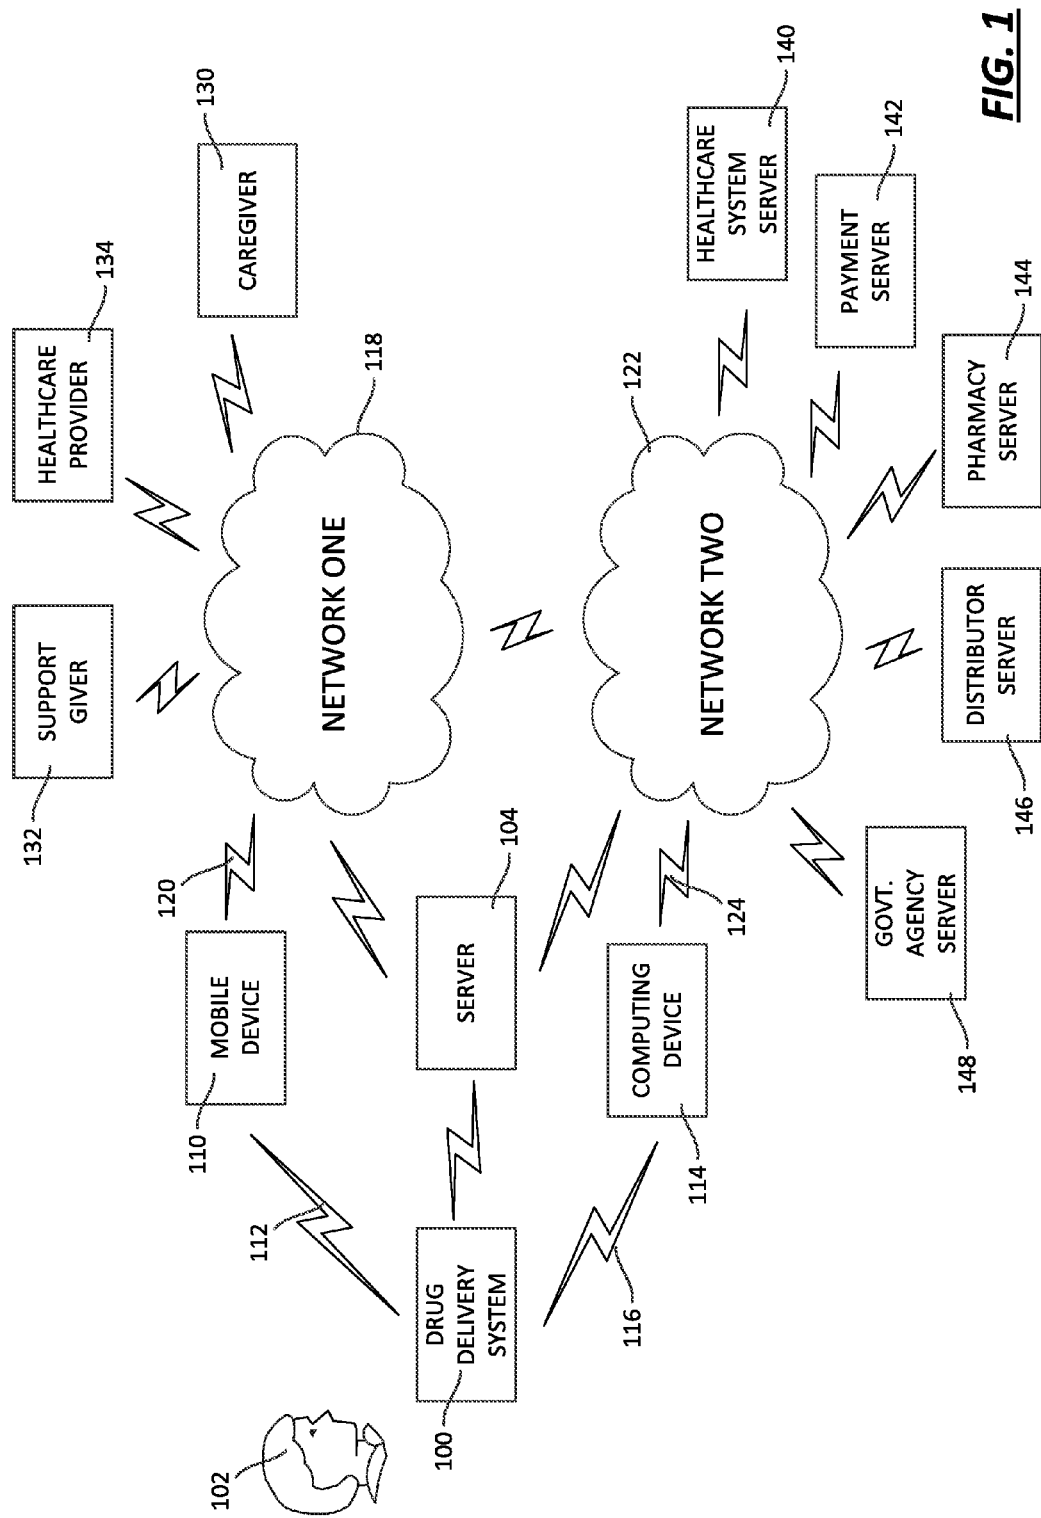 132
SUPPORT
GIVER
HEALTHCARE
PROVIDER
134
130
CAREGIVER
120
110
MOBILE
DEVICE
112
NETWORK ONE
118
102
100
DRUG
DELIVERY
SYSTEM
SERVER
104
116
114
COMPUTING
DEVICE
124
NETWORK TWO
122
HEALTHCARE
SYSTEM
SERVER
140
PAYMENT
SERVER
142
148
GOVT.
AGENCY
SERVER
146
DISTRIBUTOR
SERVER
PHARMACY
SERVER
144
FIG. 1